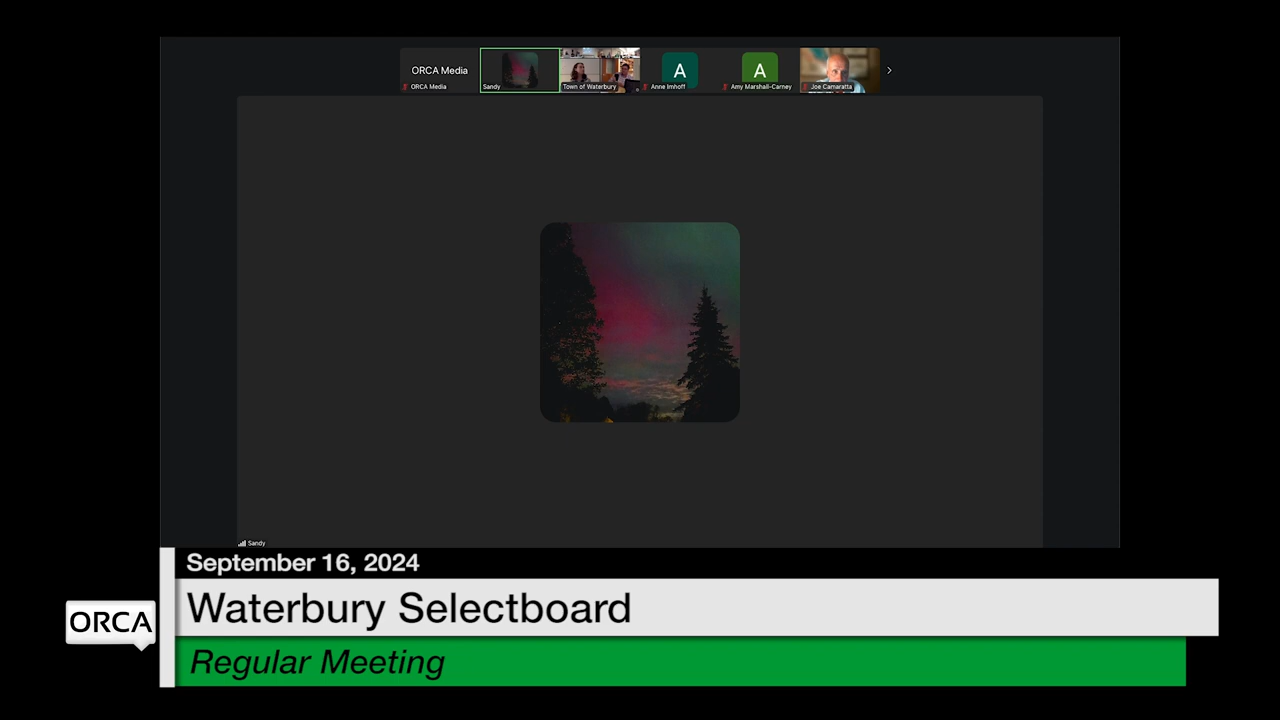 ORCA Media
ORCA Media
Sandy
Town of Waterbury
A
Anne Imhoff
A
Amy Marshall-Carney
Joe Camaratta
Sandy
September 16, 2024
Waterbury Selectboard
ORCA
Regular Meeting